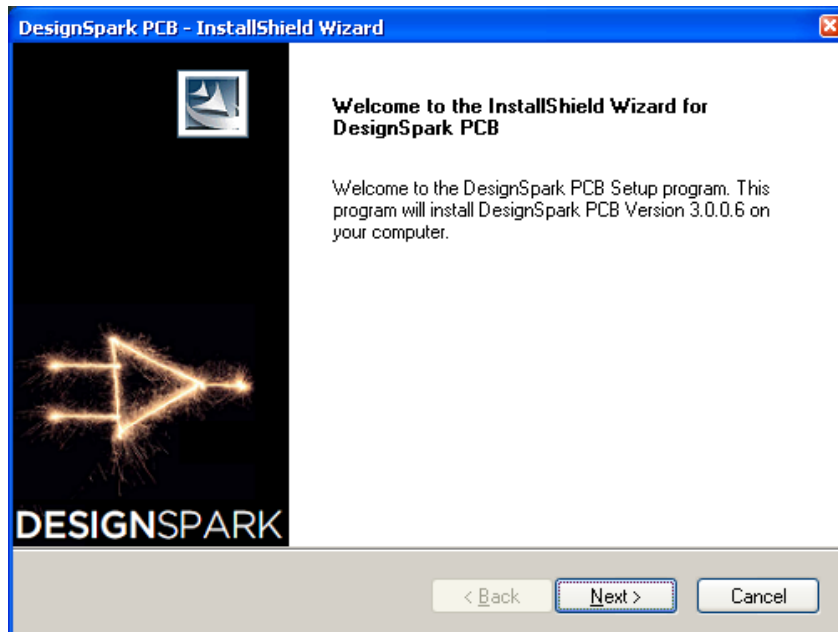 DesignSpark PCB - InstallShield Wizard
Welcome to the InstallShield Wizard for
DesignSpark PCB
Welcome to the DesignSpark PCB Setup program. This
program will install DesignSpark PCB Version 3.0.0.6 on
your computer.
DESIGNSPARK
< Back
Next >
Cancel